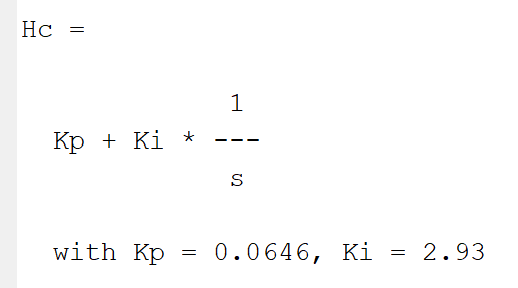 Hc =
1
Kp + Ki * ---
s
with Kp = 0.0646, Ki = 2.93